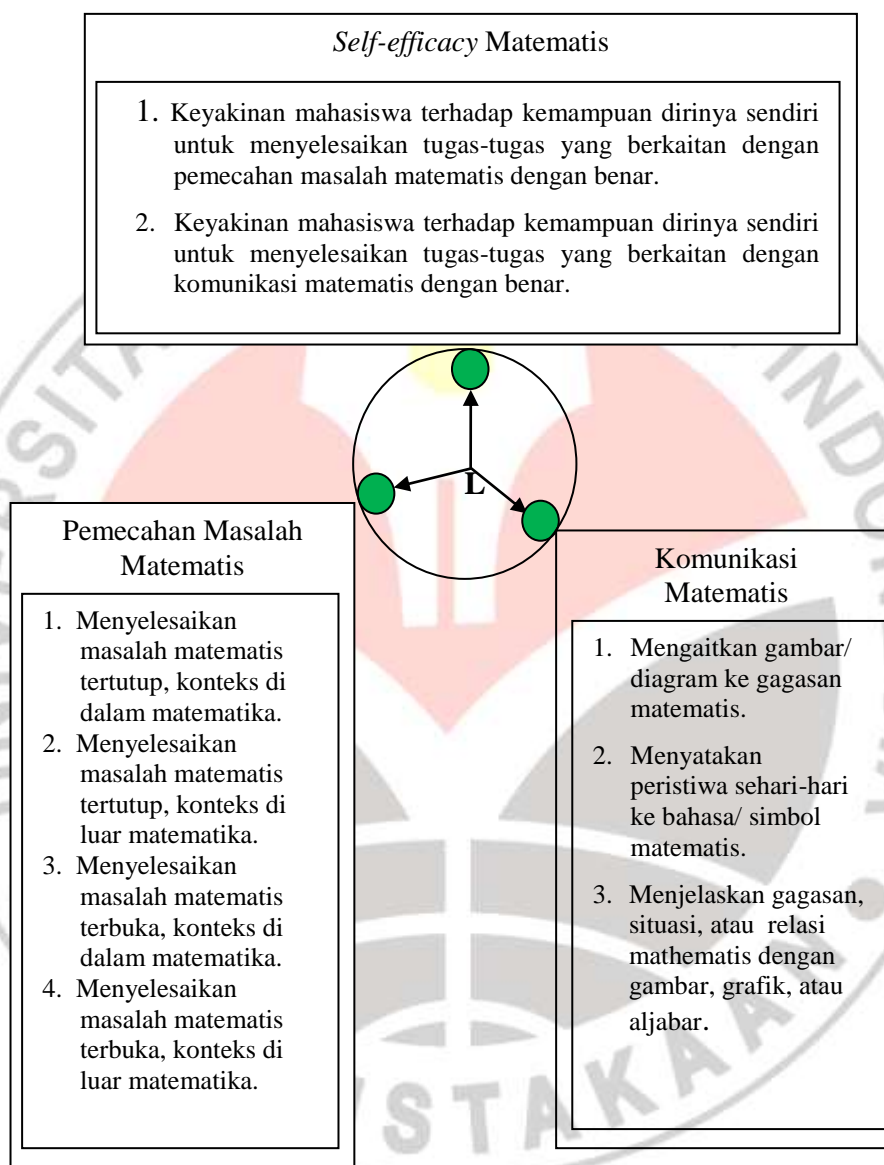 Self-efficacy Matematis
1. Keyakinan mahasiswa terhadap kemampuan dirinya sendiri
untuk menyelesaikan tugas-tugas yang berkaitan dengan
pemecahan masalah matematis dengan benar.
2. Keyakinan mahasiswa terhadap kemampuan dirinya sendiri
untuk menyelesaikan tugas-tugas yang berkaitan dengan
komunikasi matematis dengan benar.
L
Pemecahan Masalah
Matematis
1. Menyelesaikan
masalah matematis
tertutup, konteks di
dalam matematika.
2. Menyelesaikan
masalah matematis
tertutup, konteks di
luar matematika.
3. Menyelesaikan
masalah matematis
terbuka, konteks di
dalam matematika.
4. Menyelesaikan
masalah matematis
terbuka, konteks di
luar matematika.
Komunikasi
Matematis
1. Mengaitkan gambar/
diagram ke gagasan
matematis.
2. Menyatakan
peristiwa sehari-hari
ke bahasa/ simbol
matematis.
3. Menjelaskan gagasan,
situasi, atau relasi
mathematis dengan
gambar, grafik, atau
aljabar.